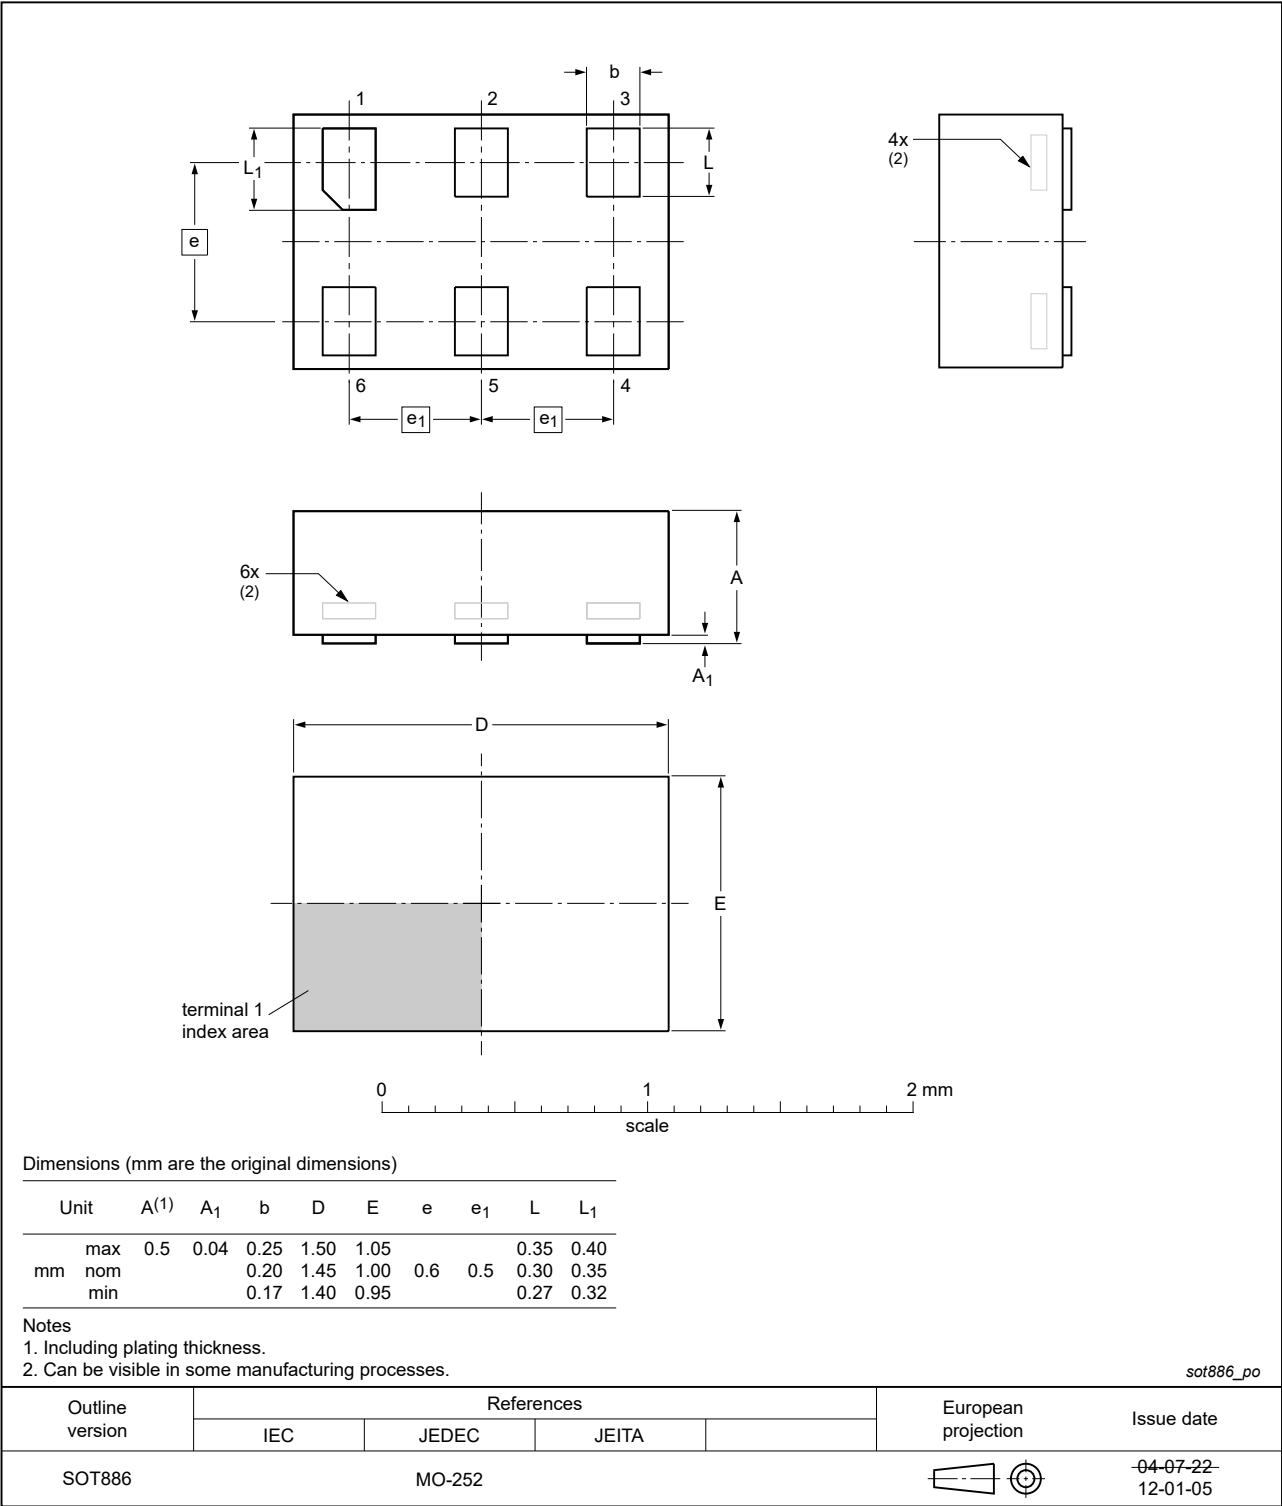 b
1 2 3
L1
L
4x
(2)
e
6 5 4
e1 e1
6x
(2)
A
A1
D
E
terminal 1
index area
0 1 2 mm
scale
Dimensions (mm are the original dimensions)
Unit A(1) A1 b D E e e1 L L1
max 0.5 0.04 0.25 1.50 1.05 0.35 0.40
mm nom 0.20 1.45 1.00 0.6 0.5 0.30 0.35
min 0.17 1.40 0.95 0.27 0.32
Notes
1. Including plating thickness.
2. Can be visible in some manufacturing processes.
sot886_po
Outline
version
References
IEC JEDEC JEITA
European
projection
Issue date
SOT886 MO-252
04-07-22
12-01-05